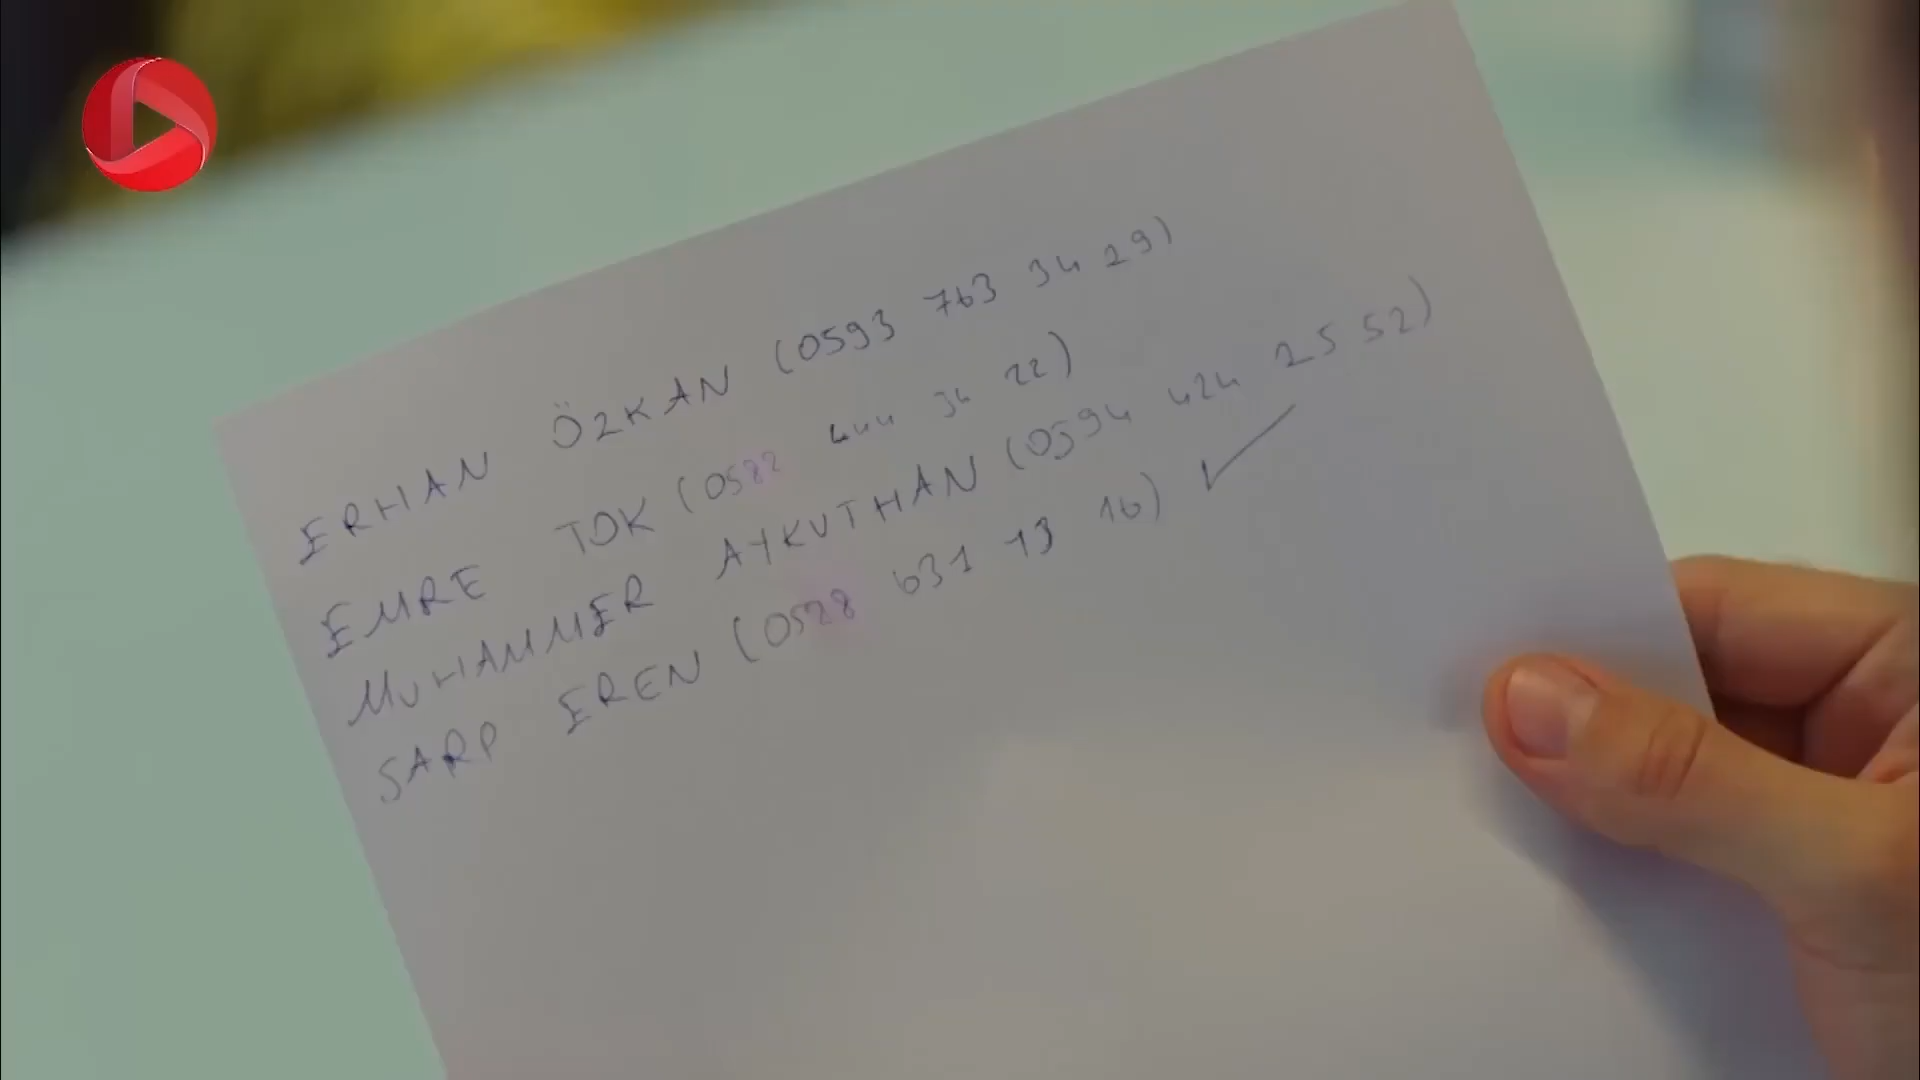 ERHAN ÖZKAN (0593 763 34 29)
EMRE TOK (0582 444 34 22)
MUHAMMER AYKUTHAN (0594 424 25 52)
SARP EREN (0528 631 13 16) ✓